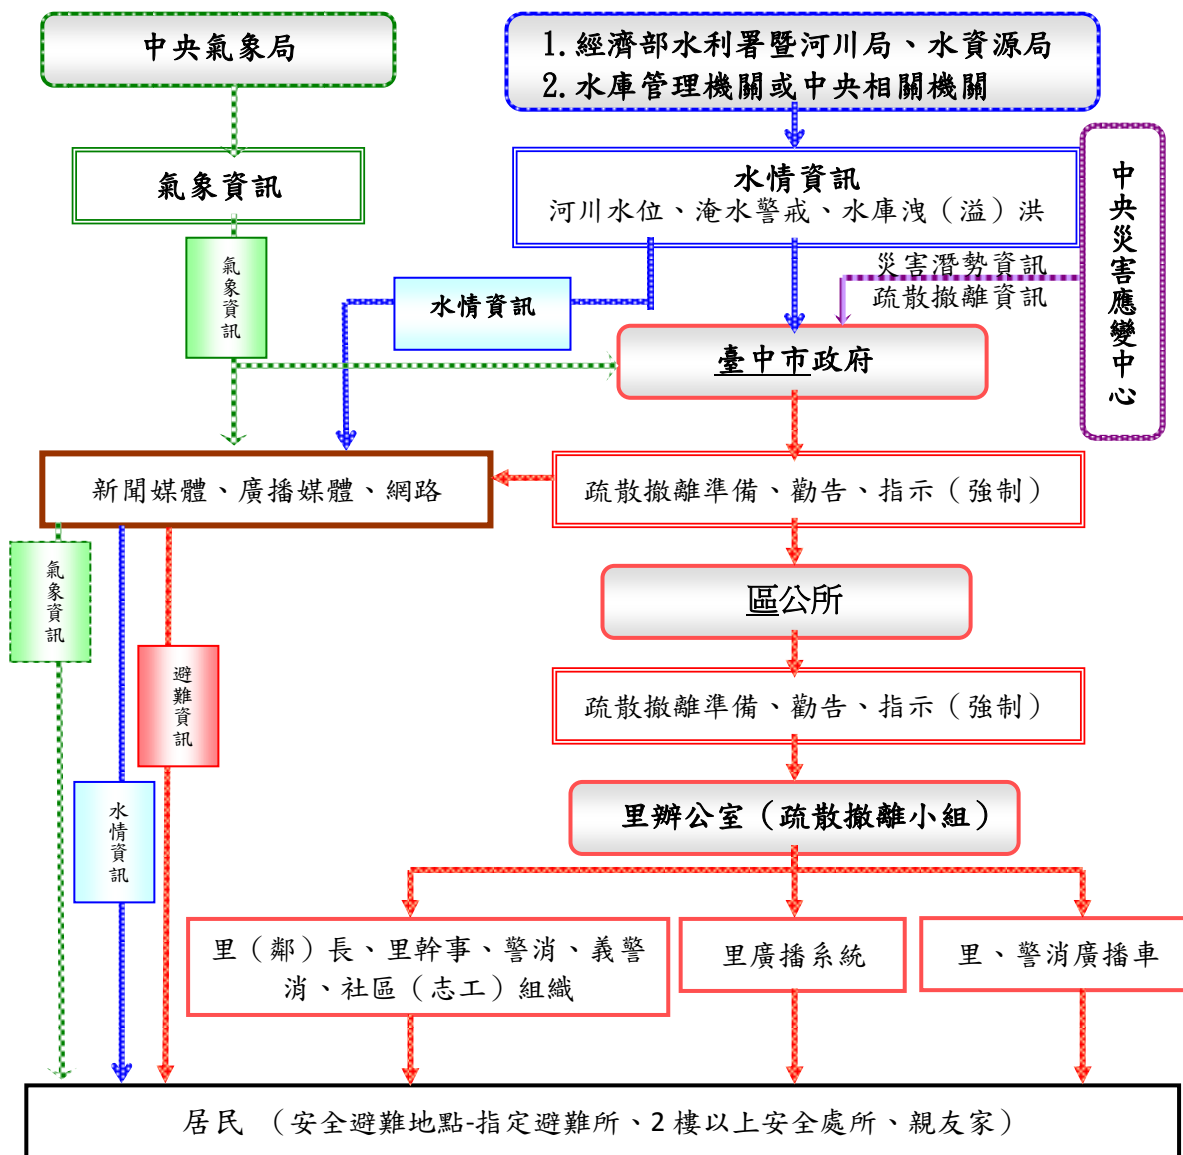 中央氣象局
1.經濟部水利署暨河川局、水資源局
2.水庫管理機關或中央相關機關
氣象資訊
水情資訊
河川水位、淹水警戒、水庫洩（溢）洪
中央災害應變中心
氣象資訊
水情資訊
災害潛勢資訊
疏散撤離資訊
臺中市政府
新聞媒體、廣播媒體、網路
疏散撤離準備、勸告、指示（強制）
氣象資訊
區公所
避難資訊
疏散撤離準備、勸告、指示（強制）
水情資訊
里辦公室（疏散撤離小組）
里（鄰）長、里幹事、警消、義警
消、社區（志工）組織
里廣播系統
里、警消廣播車
居民 （安全避難地點-指定避難所、2 樓以上安全處所、親友家）